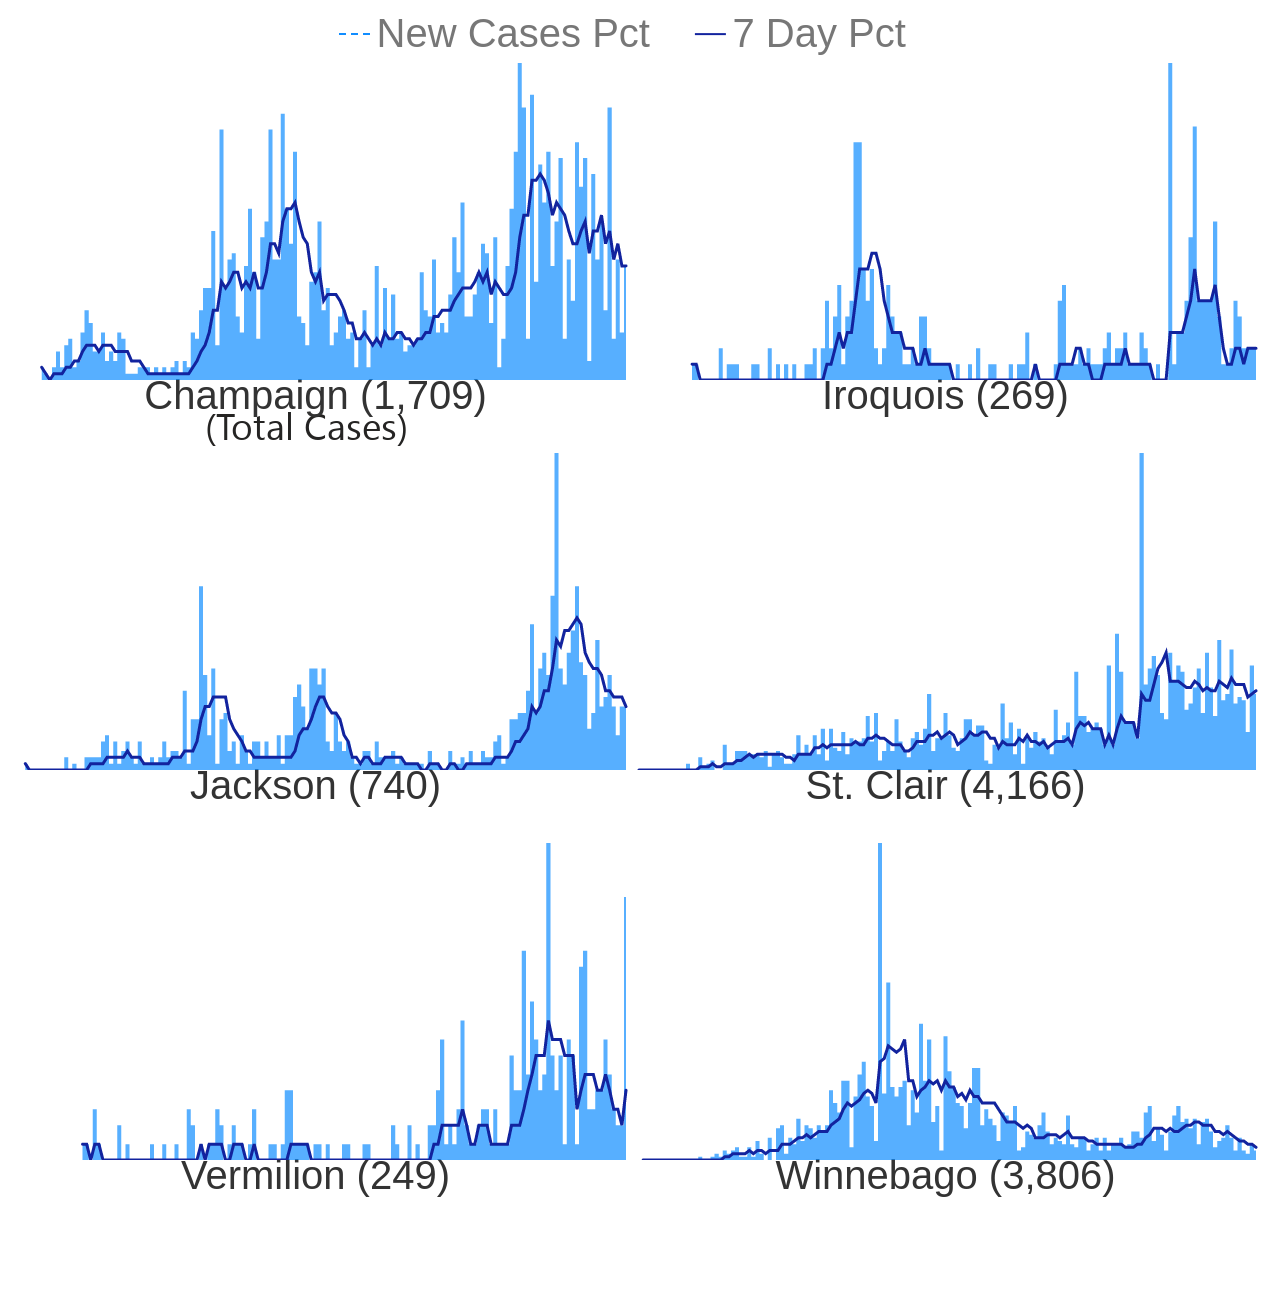 New Cases Pct 7 Day Pct
Champaign (1,709)
(Total Cases)
Iroquois (269)
Jackson (740)
St. Clair (4,166)
Vermilion (249)
Winnebago (3,806)